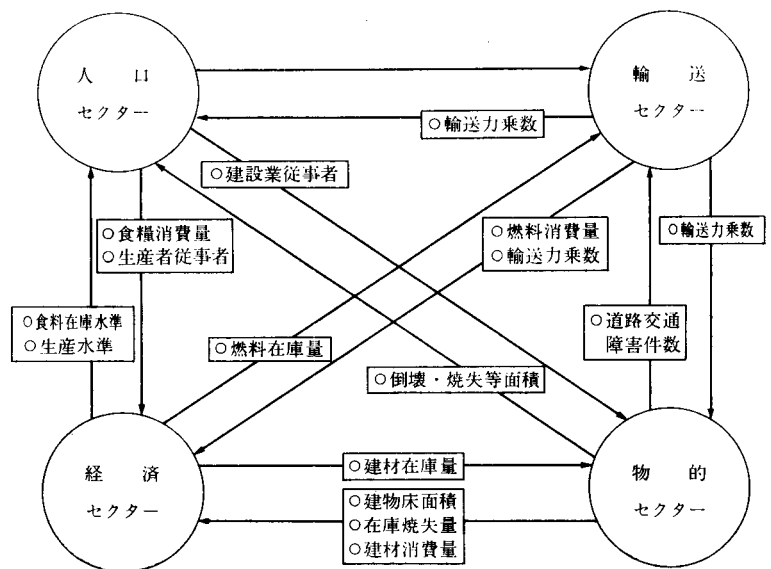 人口
セクター
輸送
セクター
○輸送力乗数
○建設業従事者
○食糧消費量
○生産者従事者
○燃料消費量
○輸送力乗数
○輸送力乗数
○食料在庫水準
○生産水準
○道路交通
障害件数
○燃料在庫量
○倒壊・焼失等面積
経済
セクター
○建材在庫量
○建物床面積
○在庫焼失量
○建材消費量
物的
セクター